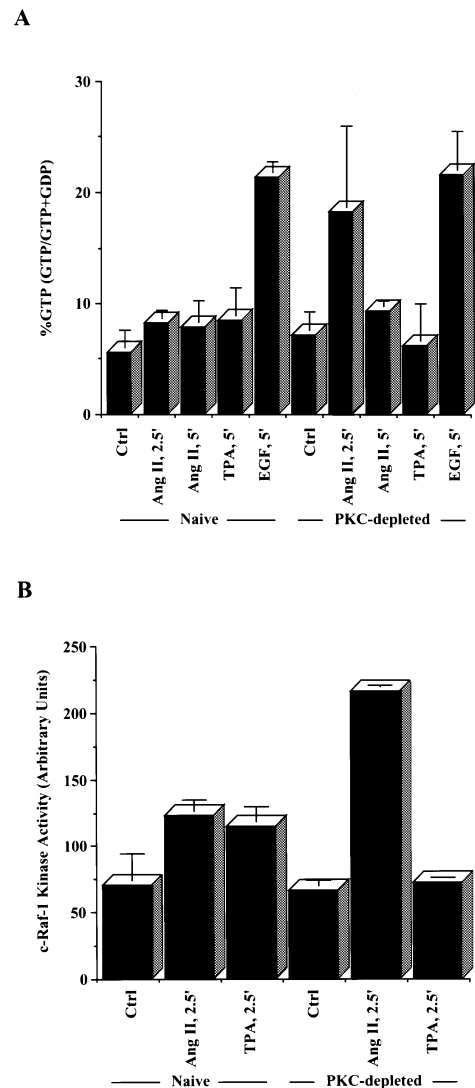 A
%GTP (GTP/GTP+GDP)
30
20
10
0
Ctrl
Ang II, 2.5'
Ang II, 5'
TPA, 5'
EGF, 5'
Ctrl
Ang II, 2.5'
Ang II, 5'
TPA, 5'
EGF, 5'
Naive
PKC-depleted
B
c-Raf-1 Kinase Activity (Arbitrary Units)
250
200
150
100
50
0
Ctrl
Ang II, 2.5'
TPA, 2.5'
Ctrl
Ang II, 2.5'
TPA, 2.5'
Naive
PKC-depleted